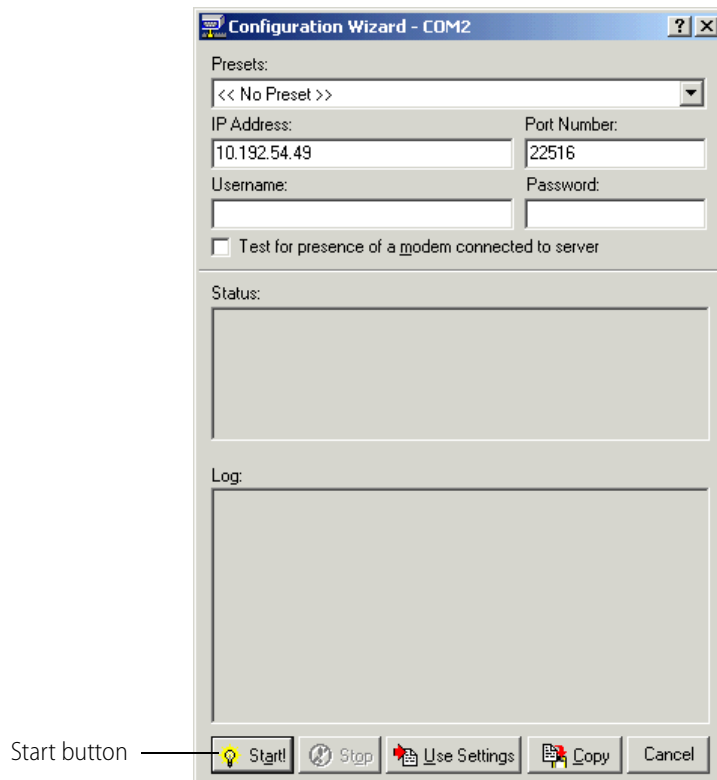 Configuration Wizard - COM2
Presets:
<< No Preset >>
IP Address: Port Number:
10.192.54.49 22516
Username: Password:
Test for presence of a modem connected to server
Status:
Log:
Start button
Start! Stop Use Settings Copy Cancel